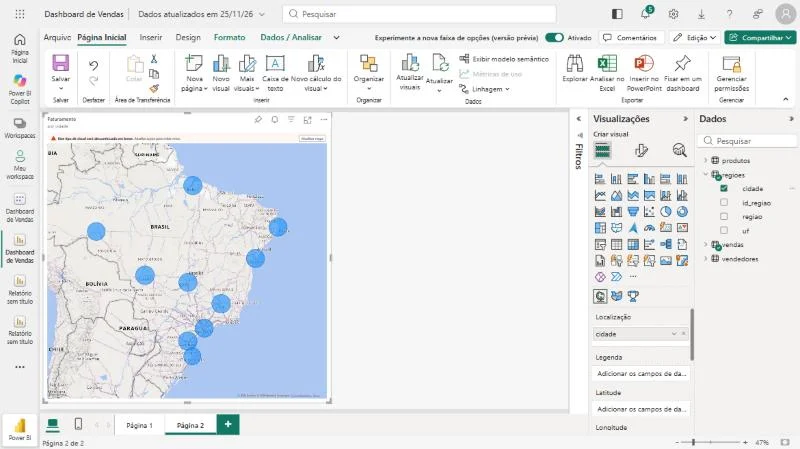 Dashboard de Vendas
Dados atualizados em 25/11/26
Pesquisar
5
Arquivo
Página Inicial
Inserir
Design
Formato
Dados / Analisar
Experimente a nova faixa de opções (versão prévia)
Ativado
Comentários
Edição
Compartilhar
Salvar
Cortar
Nova página
Novo visual
Mais visuais
Caixa de texto
Novo cálculo do visual
Organizar
Atualizar visuais
Atualizar
Exibir modelo semântico
Métricas de uso
Linhagem
Explorar
Analisar no Excel
Inserir no PowerPoint
Fixar em um dashboard
Gerenciar permissões
Salvar
Desfazer
Área de Transferência
Inserir
Organizar
Dados
Exportar
Gerenciar
Página Inicial
Power BI Copilot
Workspaces
Meu workspace
Dashboard de Vendas
Dashboard de Vendas
Relatório sem título
Relatório sem título
Power BI
Faturamento
por cidade
SURINAME
BRASIL
BOLÍVIA
PARAGUAI
CHILE
Filtros
Visualizações
Criar visual
Localização
cidade
Legenda
Adicionar os campos de da...
Latitude
Adicionar os campos de da...
Longitude
Dados
Pesquisar
produtos
regioes
cidade
id_regiao
regiao
uf
vendas
vendedores
Página 1
Página 2
Página 2 de 2
47%